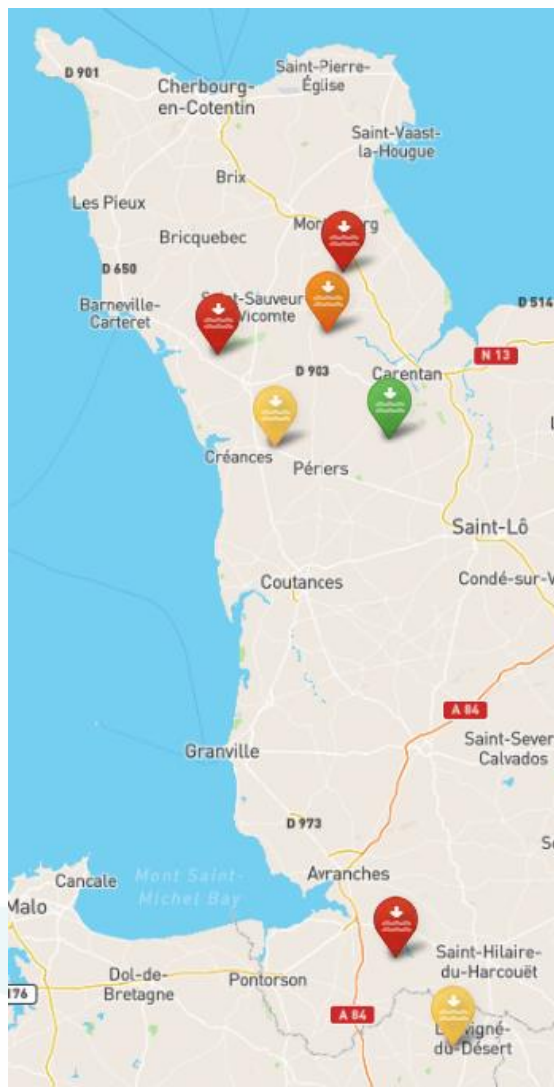 Saint-Pierre-
Église
D 901
Cherbourg-
en-Cotentin
Saint-Vaast-
la-Hougue
Brix
Les Pieux
Bricquebec
D 650
Barneville-
Carteret
Vicomte
D 514
N 13
D 903
Carentan
Créances
Périers
Saint-Lô
Coutances
Condé-sur-V
A 84
Saint-Sever
Calvados
Granville
D 973
Avranches
Mont Saint-
Michel Bay
Cancale
Malo
Saint-Hilaire-
du-Harcouët
Dol-de-
Bretagne
Pontorson
176
A 84
du-Désert